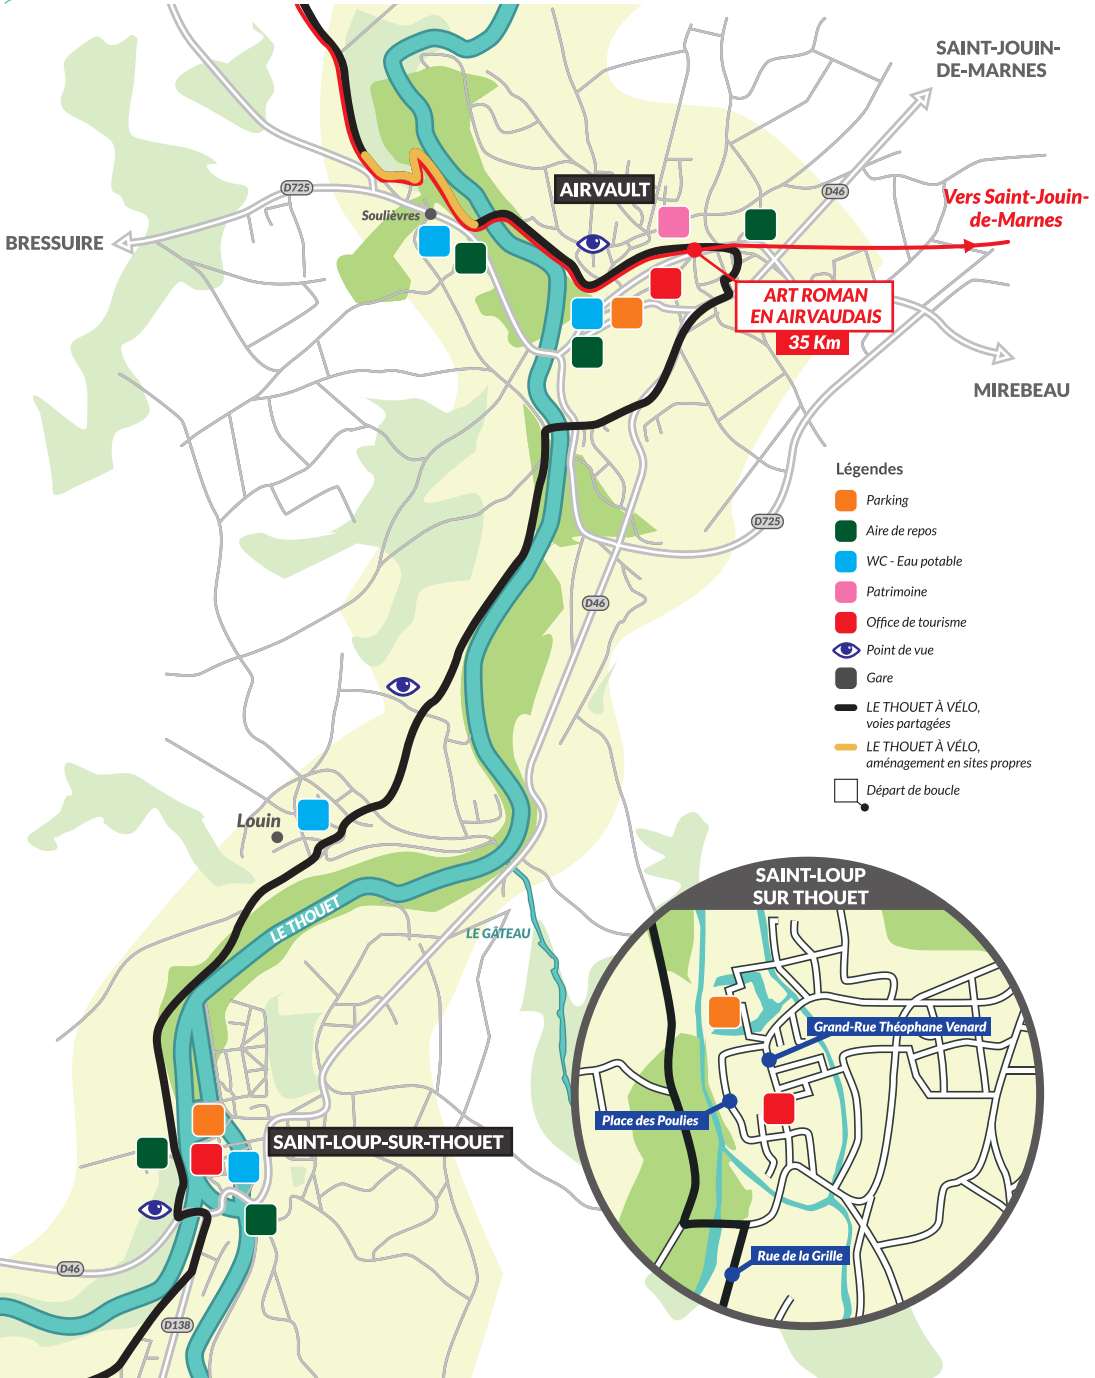 SAINT-JOUIN-
DE-MARNES
D725
AIRVAULT
D46
Vers Saint-Jouin-
de-Marnes
Soulièvres
BRESSUIRE
ART ROMAN
EN AIRVAUDAIS
35 Km
MIREBEAU
Légendes
Parking
Aire de repos
WC - Eau potable
Patrimoine
Office de tourisme
Point de vue
Gare
LE THOUET À VÉLO,
voies partagées
LE THOUET À VÉLO,
aménagement en sites propres
Départ de boucle
D725
D46
Louin
LE THOUET
LE GÂTEAU
SAINT-LOUP
SUR THOUET
Grand-Rue Théophane Venard
Place des Poulies
Rue de la Grille
SAINT-LOUP-SUR-THOUET
D46
D138